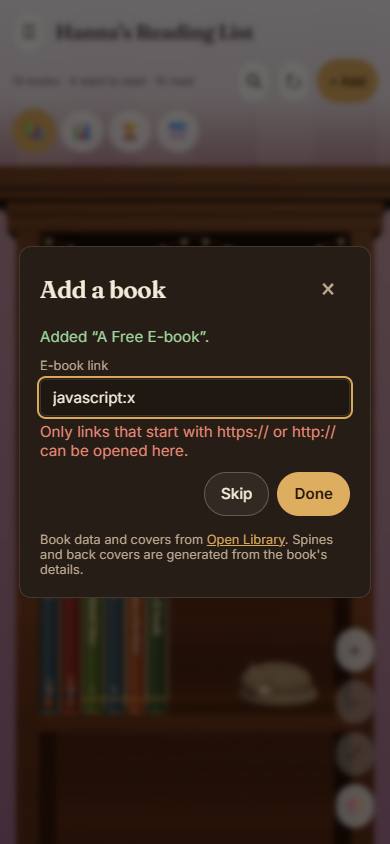 Hanna's Reading List
+ Add
Add a book
×
Added “A Free E-book”.
E-book link
javascript:x
Only links that start with https:// or http://
can be opened here.
Skip
Done
Book data and covers from Open Library. Spines
and back covers are generated from the book's
details.